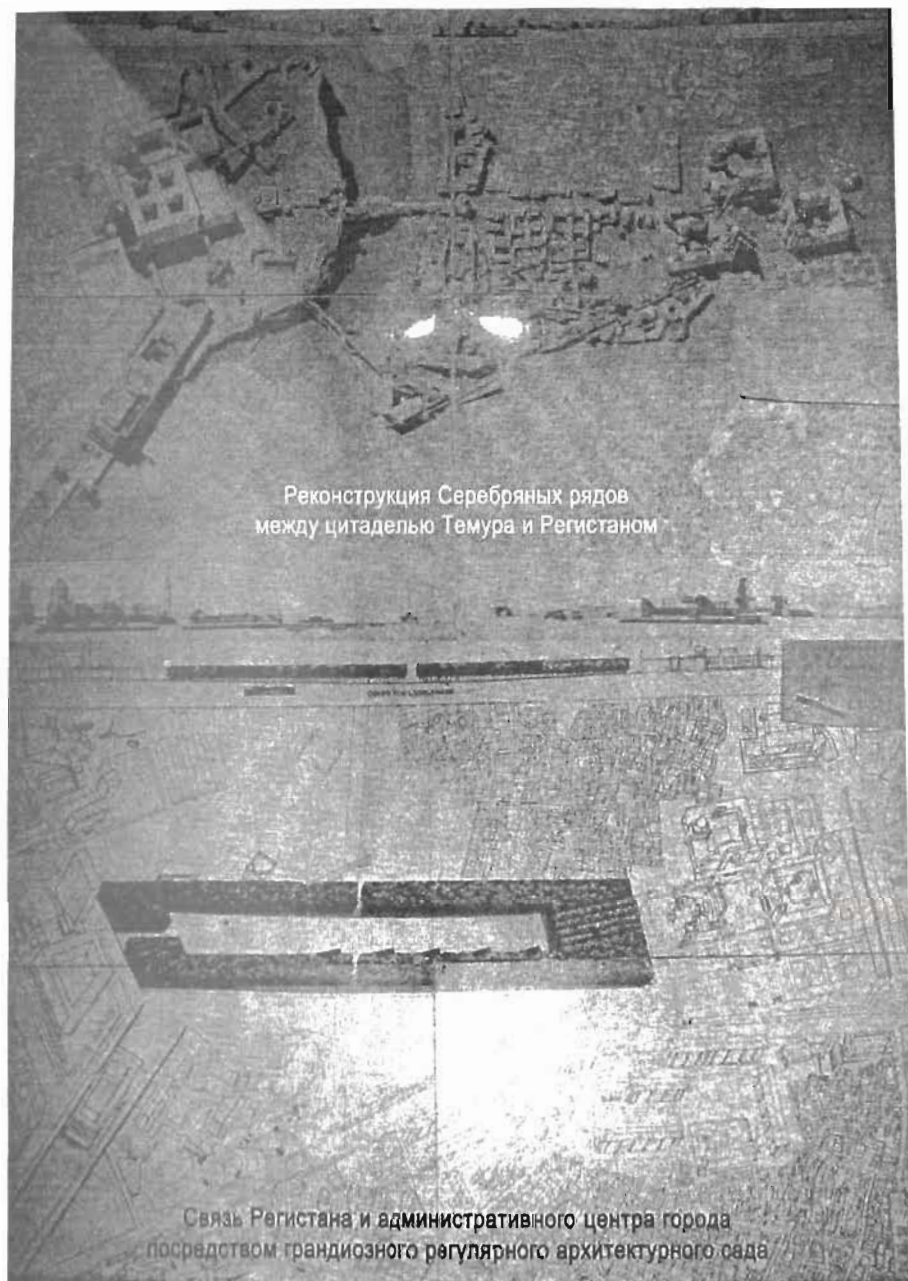 Реконструкция Серебряных рядов
между цитаделью Темура и Регистаном
Связь Регистана и административного центра города
посредством грандиозного регулярного архитектурного сада